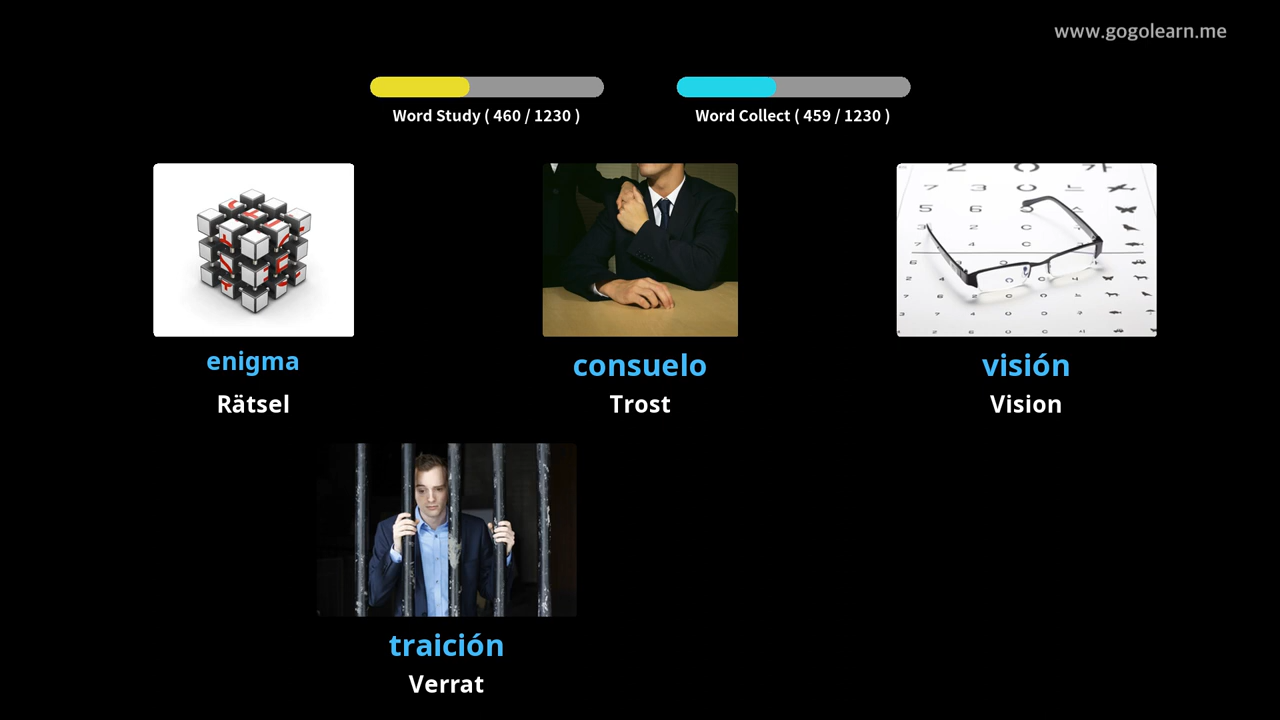 www.gogolearn.me
Word Study ( 460 / 1230 )
Word Collect ( 459 / 1230 )
enigma
Rätsel
consuelo
Trost
visión
Vision
traición
Verrat